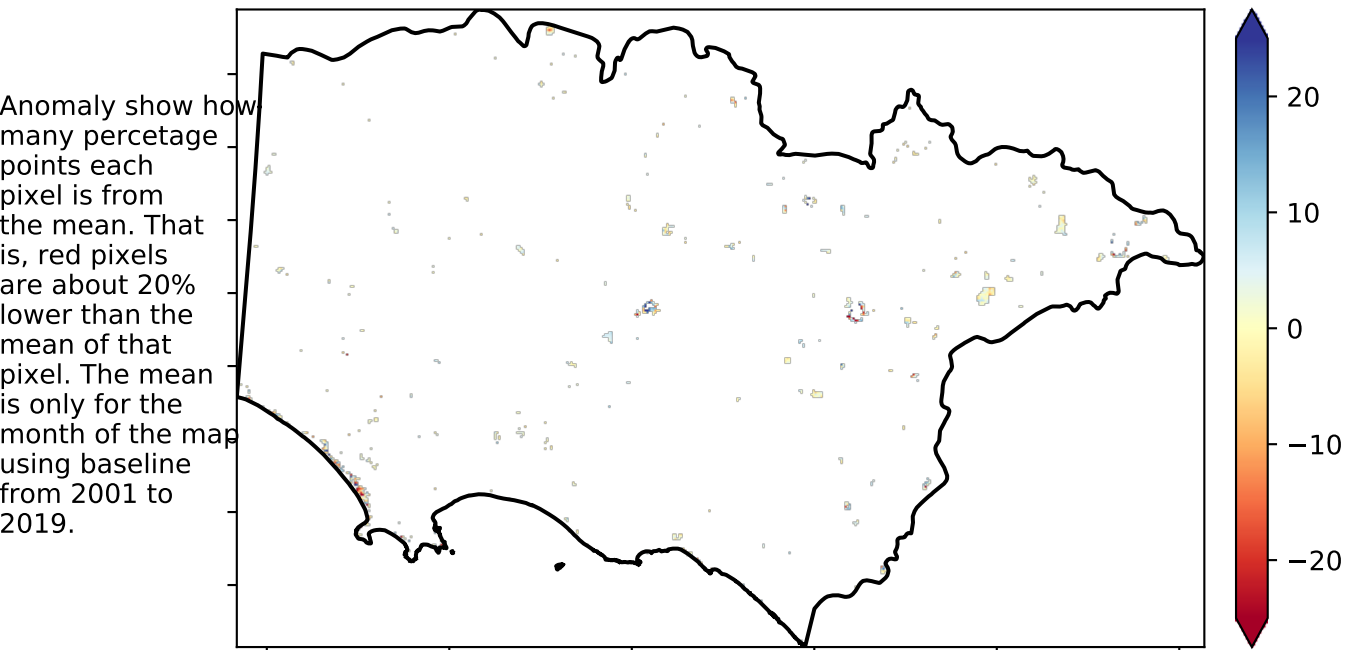 Anomaly show how
many percetage
points each
pixel is from
the mean. That
is, red pixels
are about 20%
lower than the
mean of that
pixel. The mean
is only for the
month of the map
using baseline
from 2001 to
2019.
20
10
0
−10
−20